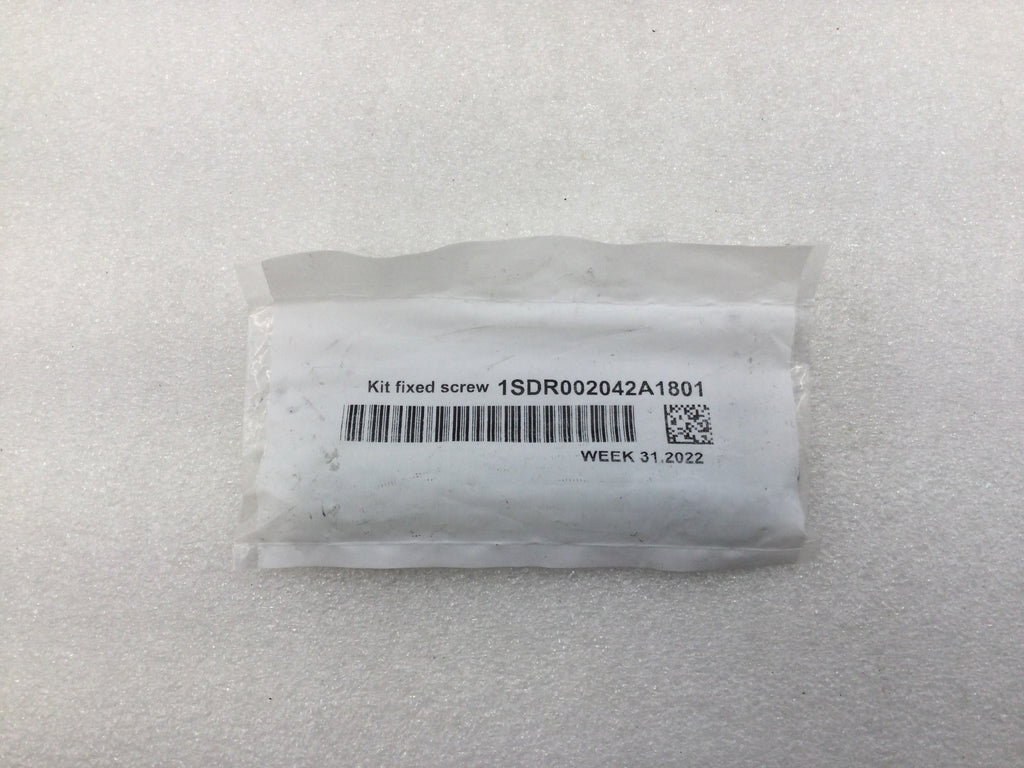 Kit fixed screw 1SDR002042A1801
WEEK 31.2022